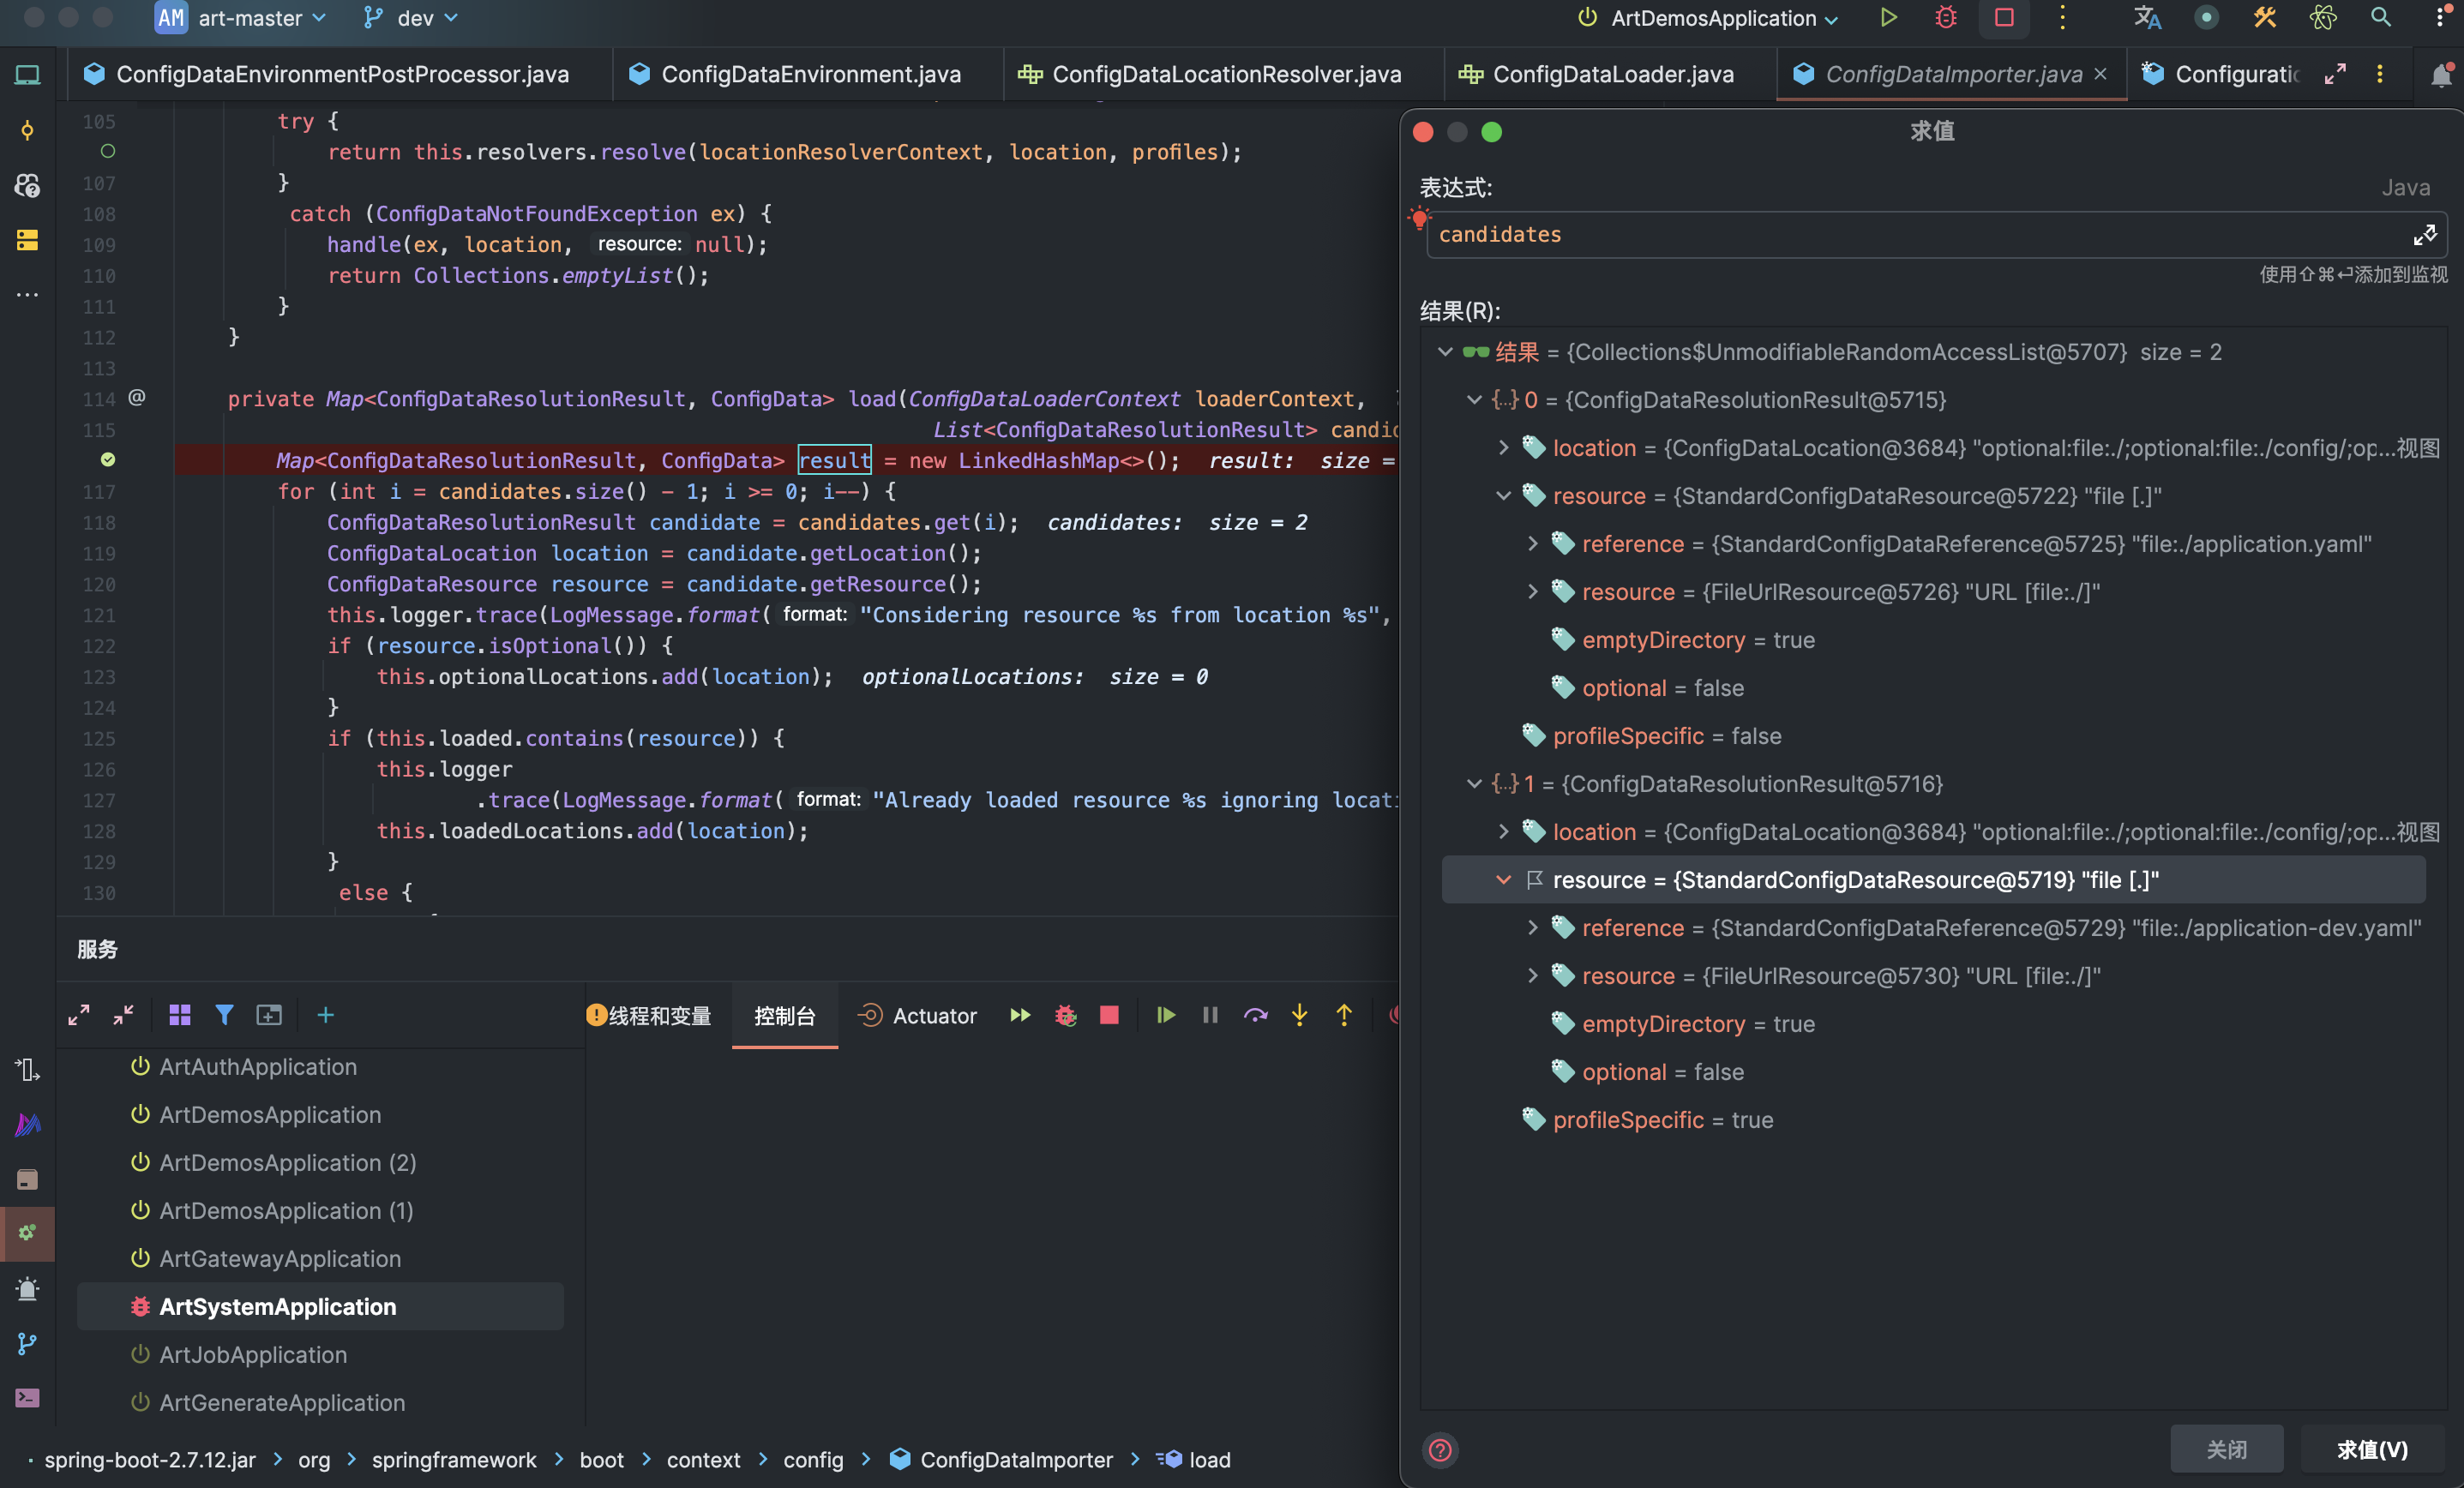 AM art-master dev
ArtDemosApplication
ConfigDataEnvironmentPostProcessor.java
ConfigDataEnvironment.java
ConfigDataLocationResolver.java
ConfigDataLoader.java
ConfigDataImporter.java
Configuratic
105 try {
return this.resolvers.resolve(locationResolverContext, location, profiles);
107 }
108 catch (ConfigDataNotFoundException ex) {
109 handle(ex, location, resource: null);
110 return Collections.emptyList();
111 }
112 }
113
114 @ private Map<ConfigDataResolutionResult, ConfigData> load(ConfigDataLoaderContext loaderContext,
115 List<ConfigDataResolutionResult> candid
Map<ConfigDataResolutionResult, ConfigData> result = new LinkedHashMap<>(); result: size =
117 for (int i = candidates.size() - 1; i >= 0; i--) {
118 ConfigDataResolutionResult candidate = candidates.get(i); candidates: size = 2
119 ConfigDataLocation location = candidate.getLocation();
120 ConfigDataResource resource = candidate.getResource();
121 this.logger.trace(LogMessage.format( format: "Considering resource %s from location %s",
122 if (resource.isOptional()) {
123 this.optionalLocations.add(location); optionalLocations: size = 0
124 }
125 if (this.loaded.contains(resource)) {
126 this.logger
127 .trace(LogMessage.format( format: "Already loaded resource %s ignoring locati
128 this.loadedLocations.add(location);
129 }
130 else {
求值
表达式:
Java
candidates
使用⇧⌘⏎添加到监视
结果(R):
结果 = {Collections$UnmodifiableRandomAccessList@5707} size = 2
{...} 0 = {ConfigDataResolutionResult@5715}
location = {ConfigDataLocation@3684} "optional:file:./;optional:file:./config/;op...视图
resource = {StandardConfigDataResource@5722} "file [.]"
reference = {StandardConfigDataReference@5725} "file:./application.yaml"
resource = {FileUrlResource@5726} "URL [file:./]"
emptyDirectory = true
optional = false
profileSpecific = false
{...} 1 = {ConfigDataResolutionResult@5716}
location = {ConfigDataLocation@3684} "optional:file:./;optional:file:./config/;op...视图
resource = {StandardConfigDataResource@5719} "file [.]"
reference = {StandardConfigDataReference@5729} "file:./application-dev.yaml"
resource = {FileUrlResource@5730} "URL [file:./]"
emptyDirectory = true
optional = false
profileSpecific = true
关闭
求值(V)
服务
线程和变量
控制台
Actuator
ArtAuthApplication
ArtDemosApplication
ArtDemosApplication (2)
ArtDemosApplication (1)
ArtGatewayApplication
ArtSystemApplication
ArtJobApplication
ArtGenerateApplication
spring-boot-2.7.12.jar > org > springframework > boot > context > config > ConfigDataImporter > load